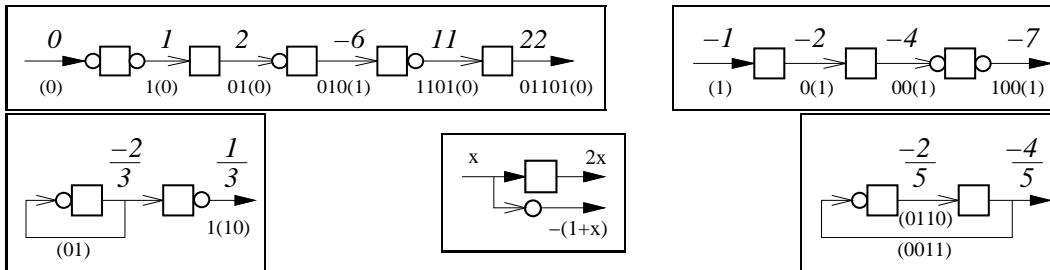 0 1 2 −6 11 22
(0) 1(0) 01(0) 010(1) 1101(0) 01101(0)
−1 −2 −4 −7
(1) 0(1) 00(1) 100(1)
−2 1
3 3
(01) 1(10)
x 2x
−(1+x)
−2 −4
5 5
(0110)
(0011)